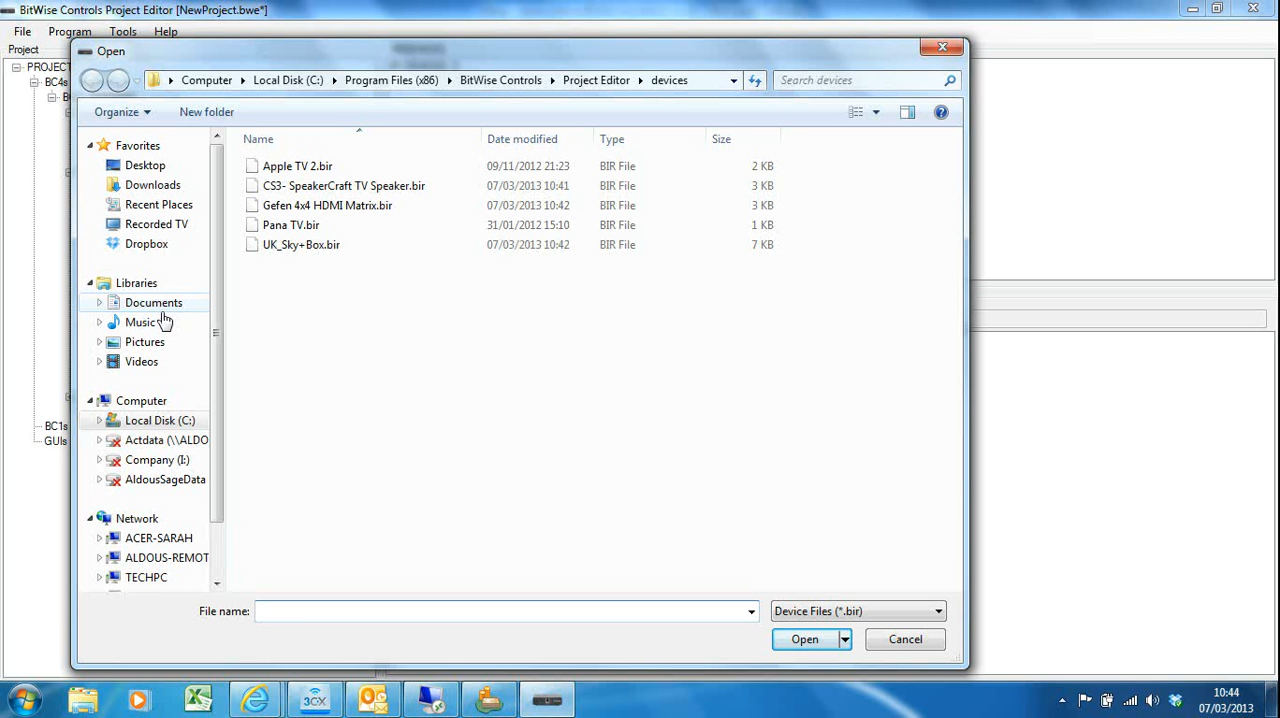 BitWise Controls Project Editor [NewProject.bwe*]
File Program Tools Help
Project
PROJECT
BC4s
BC1s
GUIs
Open
Computer Local Disk (C:) Program Files (x86) BitWise Controls Project Editor devices
Search devices
Organize New folder
Favorites
Desktop
Downloads
Recent Places
Recorded TV
Dropbox
Libraries
Documents
Music
Pictures
Videos
Computer
Local Disk (C:)
Actdata (\\ALDO
Company (I:)
AldousSageData
Network
ACER-SARAH
ALDOUS-REMOT
TECHPC
Name Date modified Type Size
Apple TV 2.bir 09/11/2012 21:23 BIR File 2 KB
CS3- SpeakerCraft TV Speaker.bir 07/03/2013 10:41 BIR File 3 KB
Gefen 4x4 HDMI Matrix.bir 07/03/2013 10:42 BIR File 3 KB
Pana TV.bir 31/01/2012 15:10 BIR File 1 KB
UK_Sky+Box.bir 07/03/2013 10:42 BIR File 7 KB
File name: Device Files (*.bir)
Open Cancel
3CX
10:44
07/03/2013